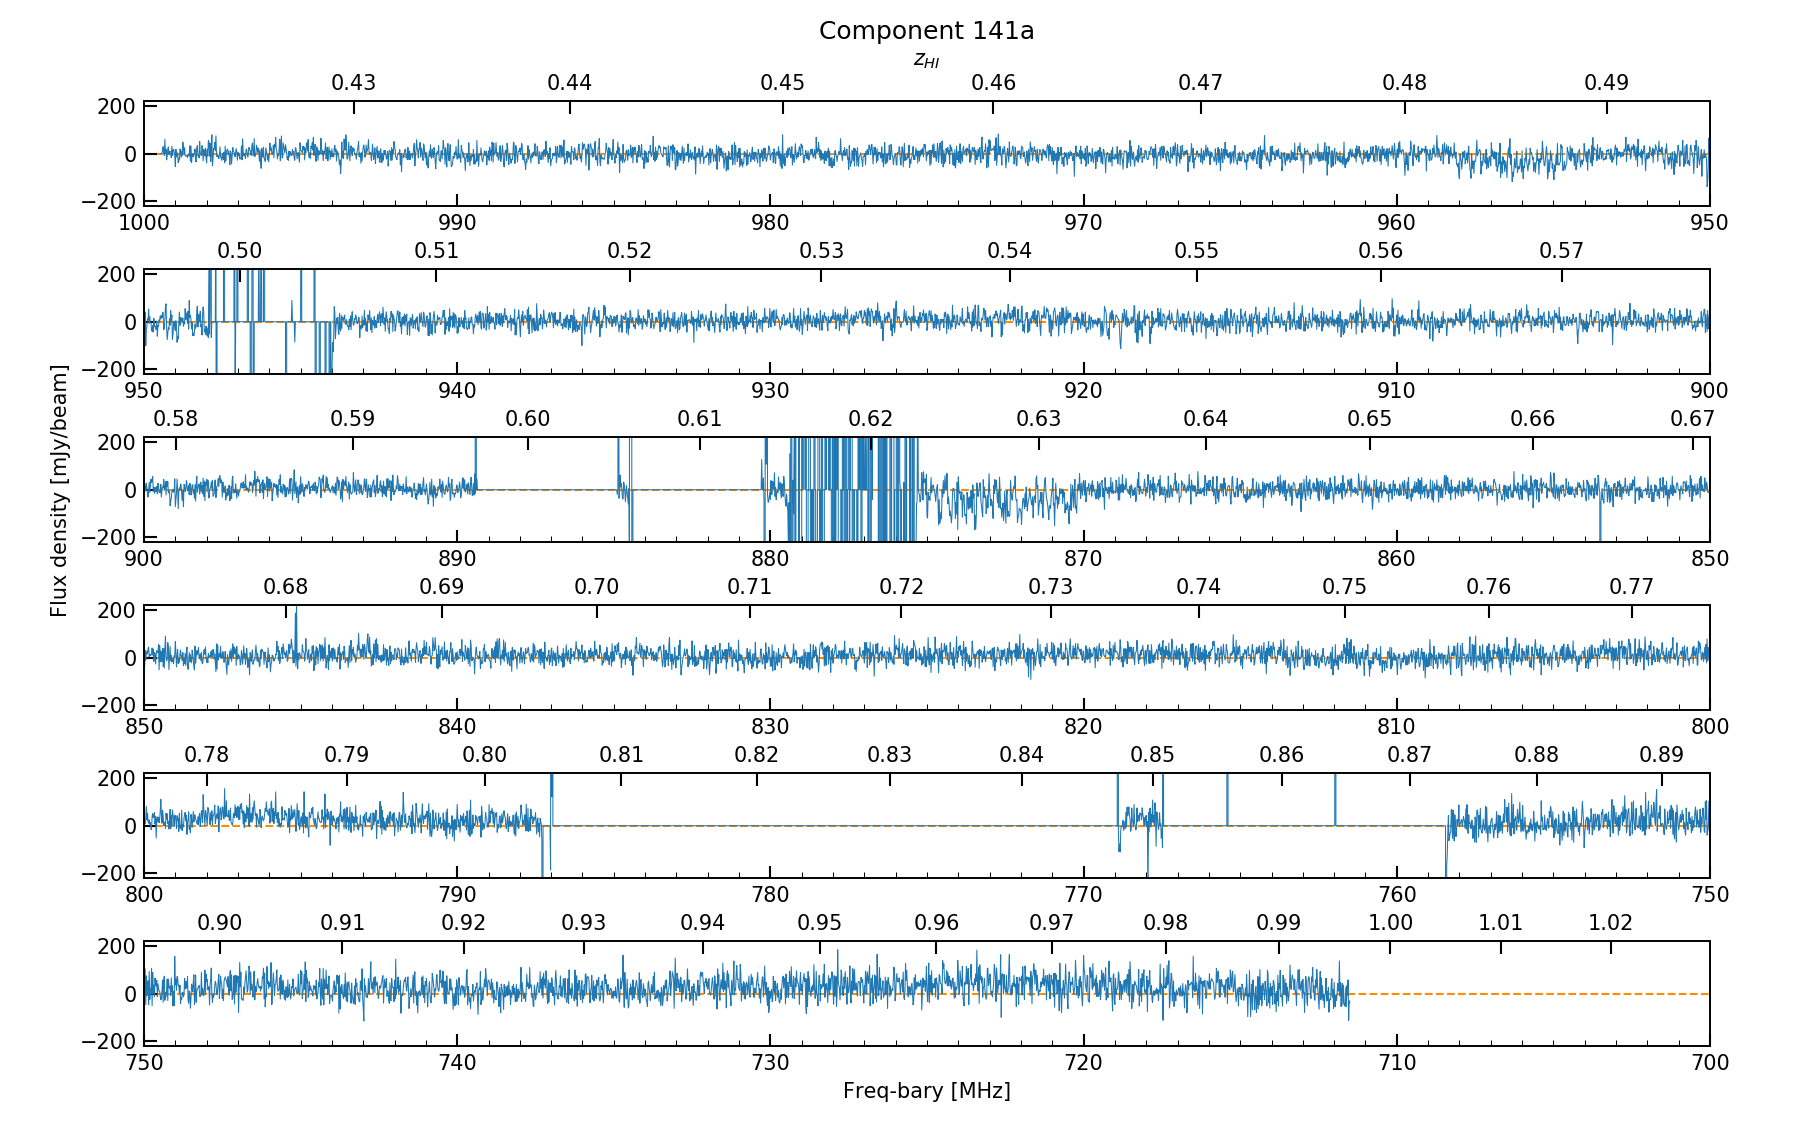 Component 141a
z_HI
0.43 0.44 0.45 0.46 0.47 0.48 0.49
200
0
−200
1000 990 980 970 960 950
0.50 0.51 0.52 0.53 0.54 0.55 0.56 0.57
200
0
−200
950 940 930 920 910 900
0.58 0.59 0.60 0.61 0.62 0.63 0.64 0.65 0.66 0.67
200
0
−200
900 890 880 870 860 850
Flux density [mJy/beam]
0.68 0.69 0.70 0.71 0.72 0.73 0.74 0.75 0.76 0.77
200
0
−200
850 840 830 820 810 800
0.78 0.79 0.80 0.81 0.82 0.83 0.84 0.85 0.86 0.87 0.88 0.89
200
0
−200
800 790 780 770 760 750
0.90 0.91 0.92 0.93 0.94 0.95 0.96 0.97 0.98 0.99 1.00 1.01 1.02
200
0
−200
750 740 730 720 710 700
Freq-bary [MHz]